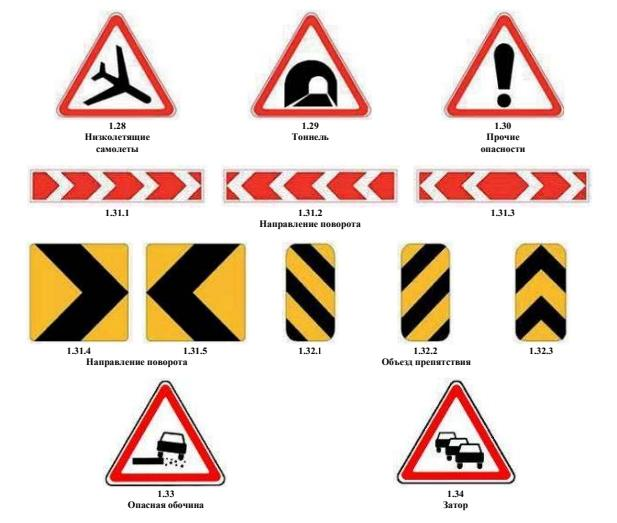 1.28
Низколетящие
самолеты
1.29
Тоннель
1.30
Прочие
опасности
1.31.1
1.31.2
1.31.3
Направление поворота
1.31.4
1.31.5
Направление поворота
1.32.1
1.32.2
1.32.3
Объезд препятствия
1.33
Опасная обочина
1.34
Затор